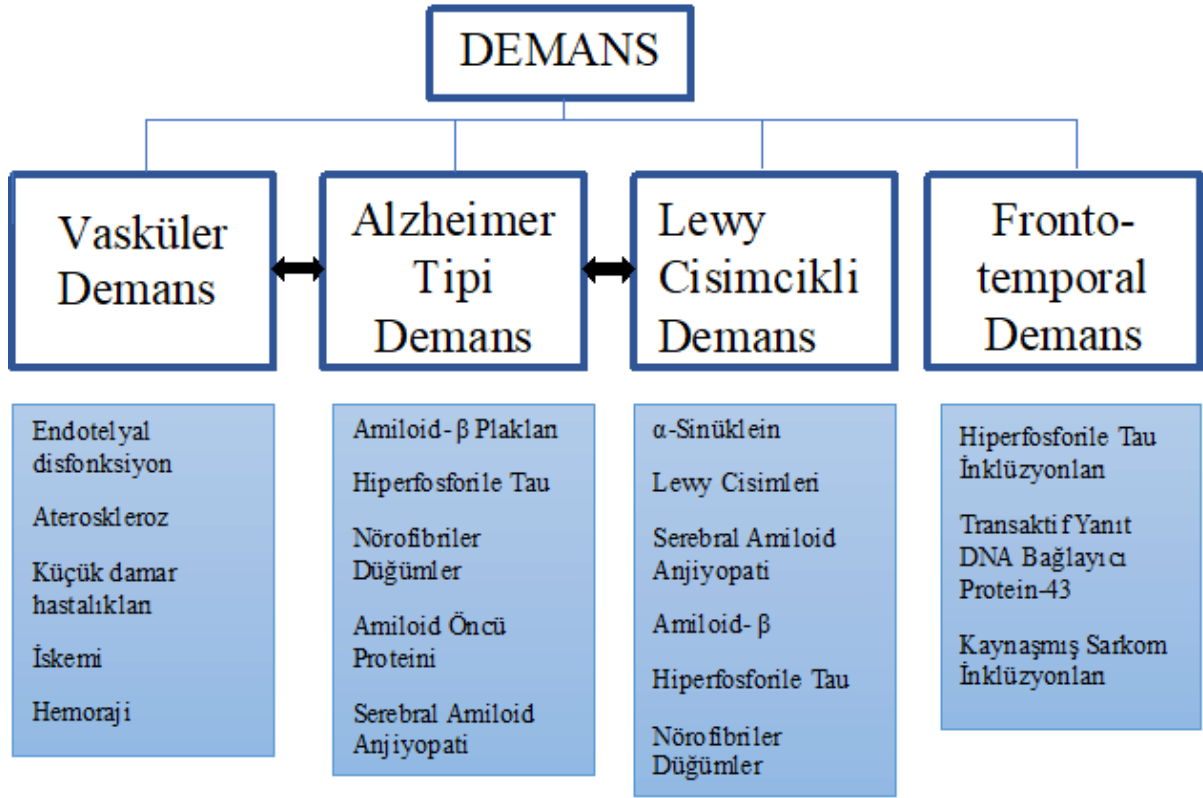 DEMANS
Vasküler
Demans
Alzheimer
Tipi
Demans
Lewy
Cisimcikli
Demans
Fronto-
temporal
Demans
Endotelyal
disfonksiyon
Ateroskleroz
Küçük damar
hastalıkları
İskemi
Hemoraji
Amiloid-β Plakları
Hiperfosforile Tau
Nörofibriler
Düğümler
Amiloid Öncü
Proteini
Serebral Amiloid
Anjiyopati
α-Sinüklein
Lewy Cisimleri
Serebral Amiloid
Anjiyopati
Amiloid-β
Hiperfosforile Tau
Nörofibriler
Düğümler
Hiperfosforile Tau
İnklüzyonları
Transaktif Yanıt
DNA Bağlayıcı
Protein-43
Kaynaşmış Sarkom
İnklüzyonları